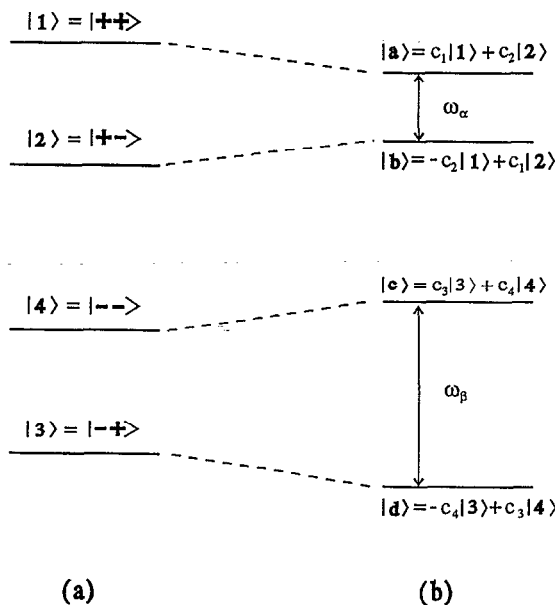 |1⟩ = |++⟩
|a⟩ = c₁|1⟩ + c₂|2⟩
ω_α
|2⟩ = |+−⟩
|b⟩ = -c₂|1⟩ + c₁|2⟩
|4⟩ = |−−⟩
|c⟩ = c₃|3⟩ + c₄|4⟩
ω_β
|3⟩ = |−+⟩
|d⟩ = -c₄|3⟩ + c₃|4⟩
(a)
(b)